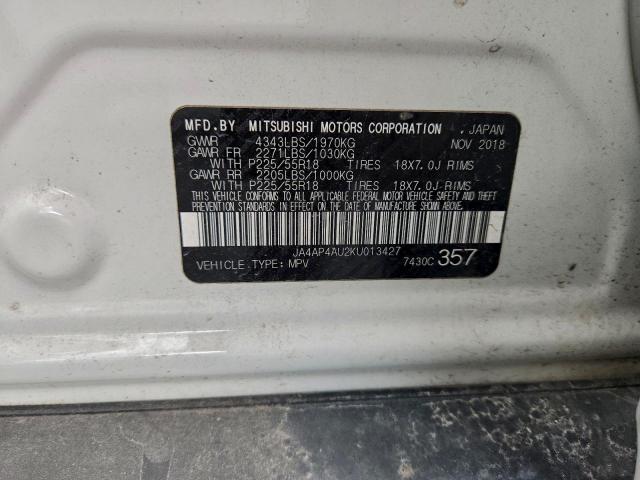 MFD.BY MITSUBISHI MOTORS CORPORATION . JAPAN
GVWR 4343LBS/1970KG NOV 2018
GAWR FR 2271LBS/1030KG
WITH P225/55R18 TIRES 18X7.0J RIMS
GAWR RR 2205LBS/1000KG
WITH P225/55R18 TIRES 18X7.0J RIMS
THIS VEHICLE CONFORMS TO ALL APPLICABLE FEDERAL MOTOR VEHICLE SAFETY AND THEFT
PREVENTION STANDARDS IN EFFECT ON THE DATE OF MANUFACTURE SHOWN ABOVE.
JA4AP4AU2KU013427
VEHICLE TYPE: MPV 7430C 357